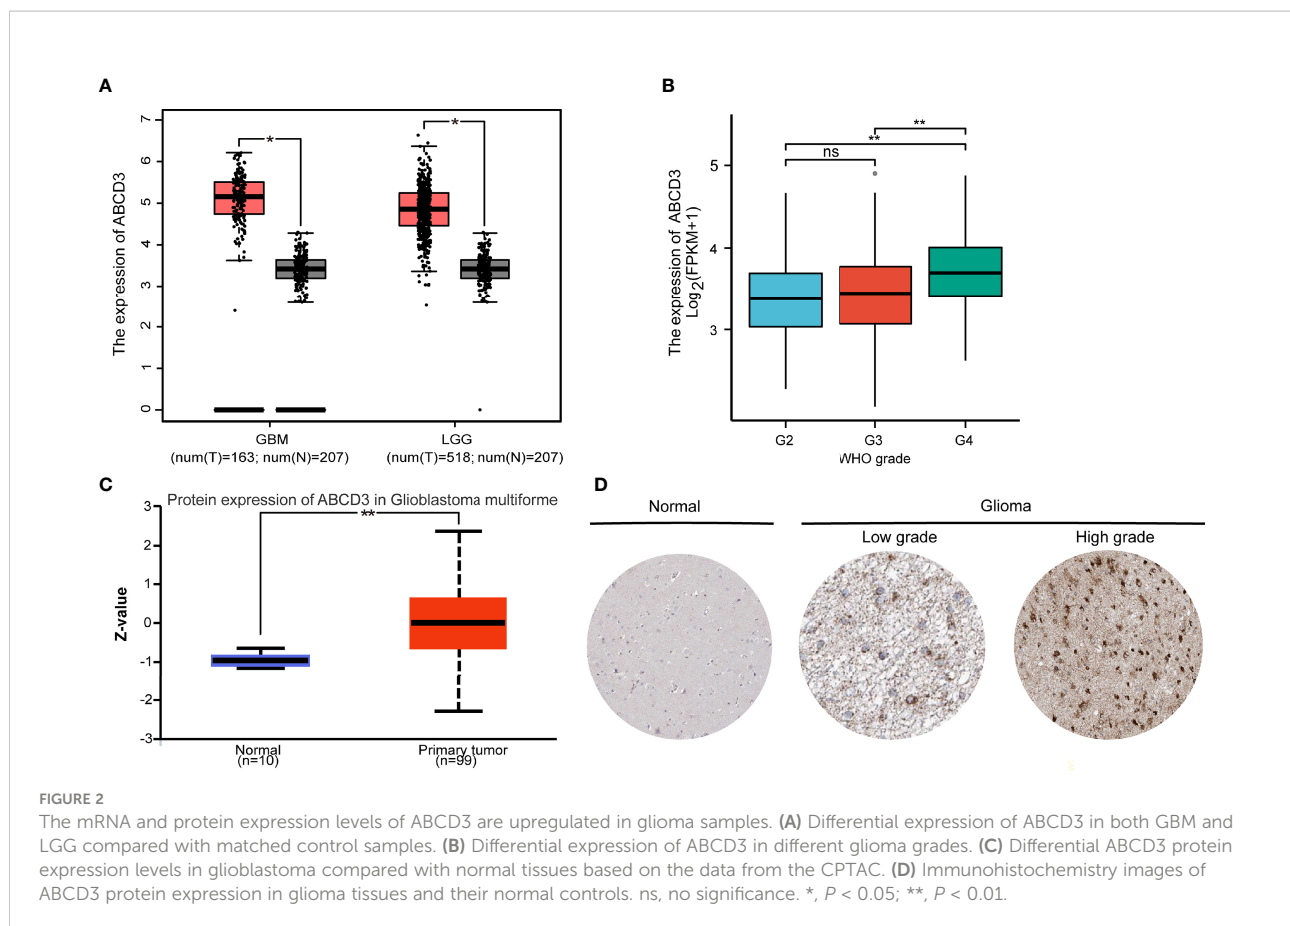 A
The expression of ABCD3
7
6
5
4
3
2
1
0
*
*
GBM
(num(T)=163; num(N)=207)
LGG
(num(T)=518; num(N)=207)
B
The expression of ABCD3
Log2(FPKM+1)
5
4
3
ns
**
**
G2
G3
G4
WHO grade
C
Protein expression of ABCD3 in Glioblastoma multiforme
Z-value
3
2
1
0
-1
-2
-3
**
Normal
(n=10)
Primary tumor
(n=99)
D
Normal
Glioma
Low grade
High grade
FIGURE 2
The mRNA and protein expression levels of ABCD3 are upregulated in glioma samples. (A) Differential expression of ABCD3 in both GBM and
LGG compared with matched control samples. (B) Differential expression of ABCD3 in different glioma grades. (C) Differential ABCD3 protein
expression levels in glioblastoma compared with normal tissues based on the data from the CPTAC. (D) Immunohistochemistry images of
ABCD3 protein expression in glioma tissues and their normal controls. ns, no significance. *, P < 0.05; **, P < 0.01.